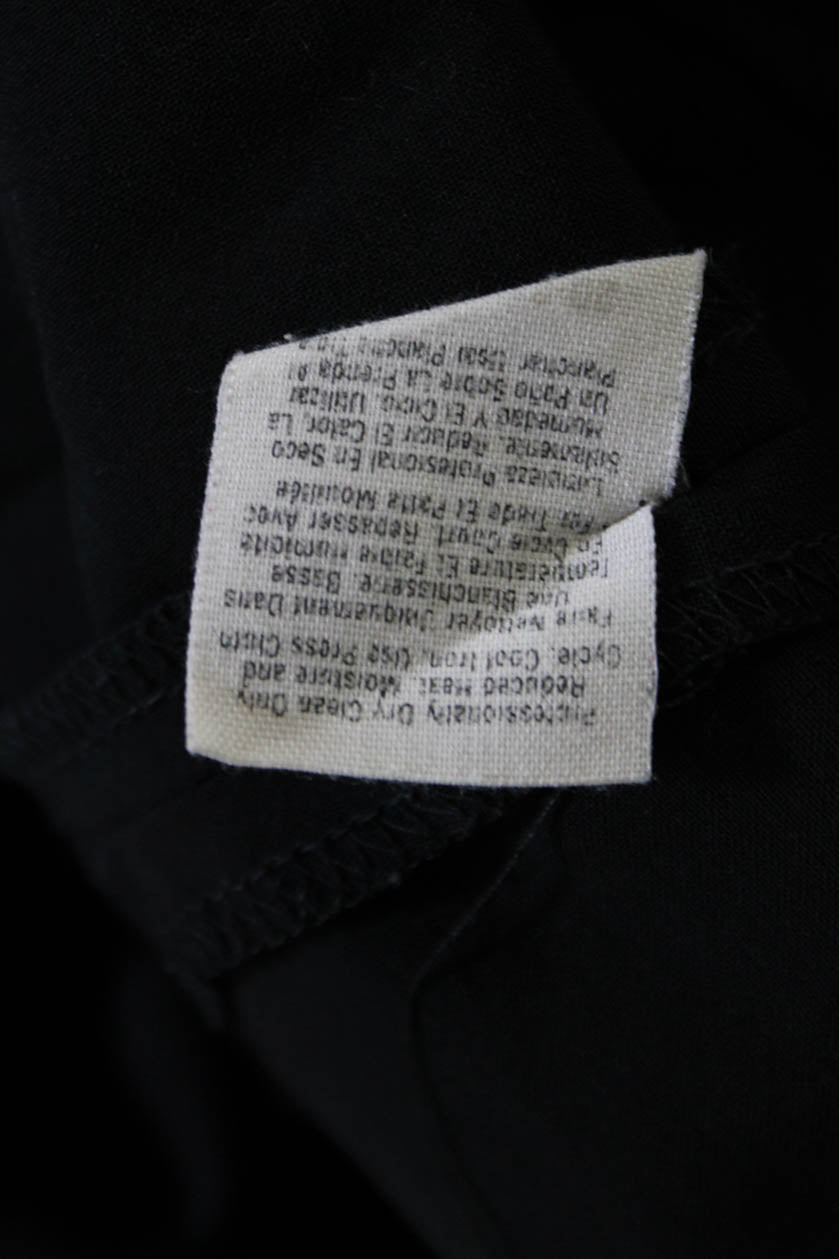 Professionally Dry Clean Only
Reduced Heat, Moisture and
Cycle. Cool Iron, Use Press Cloth.
Faire Nettoyer Uniquement Dans
Une Blanchisserie. Basse
Temperature Et Faible Humidité
En Cycle Court. Repasser Avec
Fer Tiede Et Patte Mouillée
Limpieza Profesional En Seco
Solamente. Reducir El Calor, La
Humedad Y El Ciclo. Utilizar
Un Paño Sobre La Prenda Al
Planchar Usar Plancha